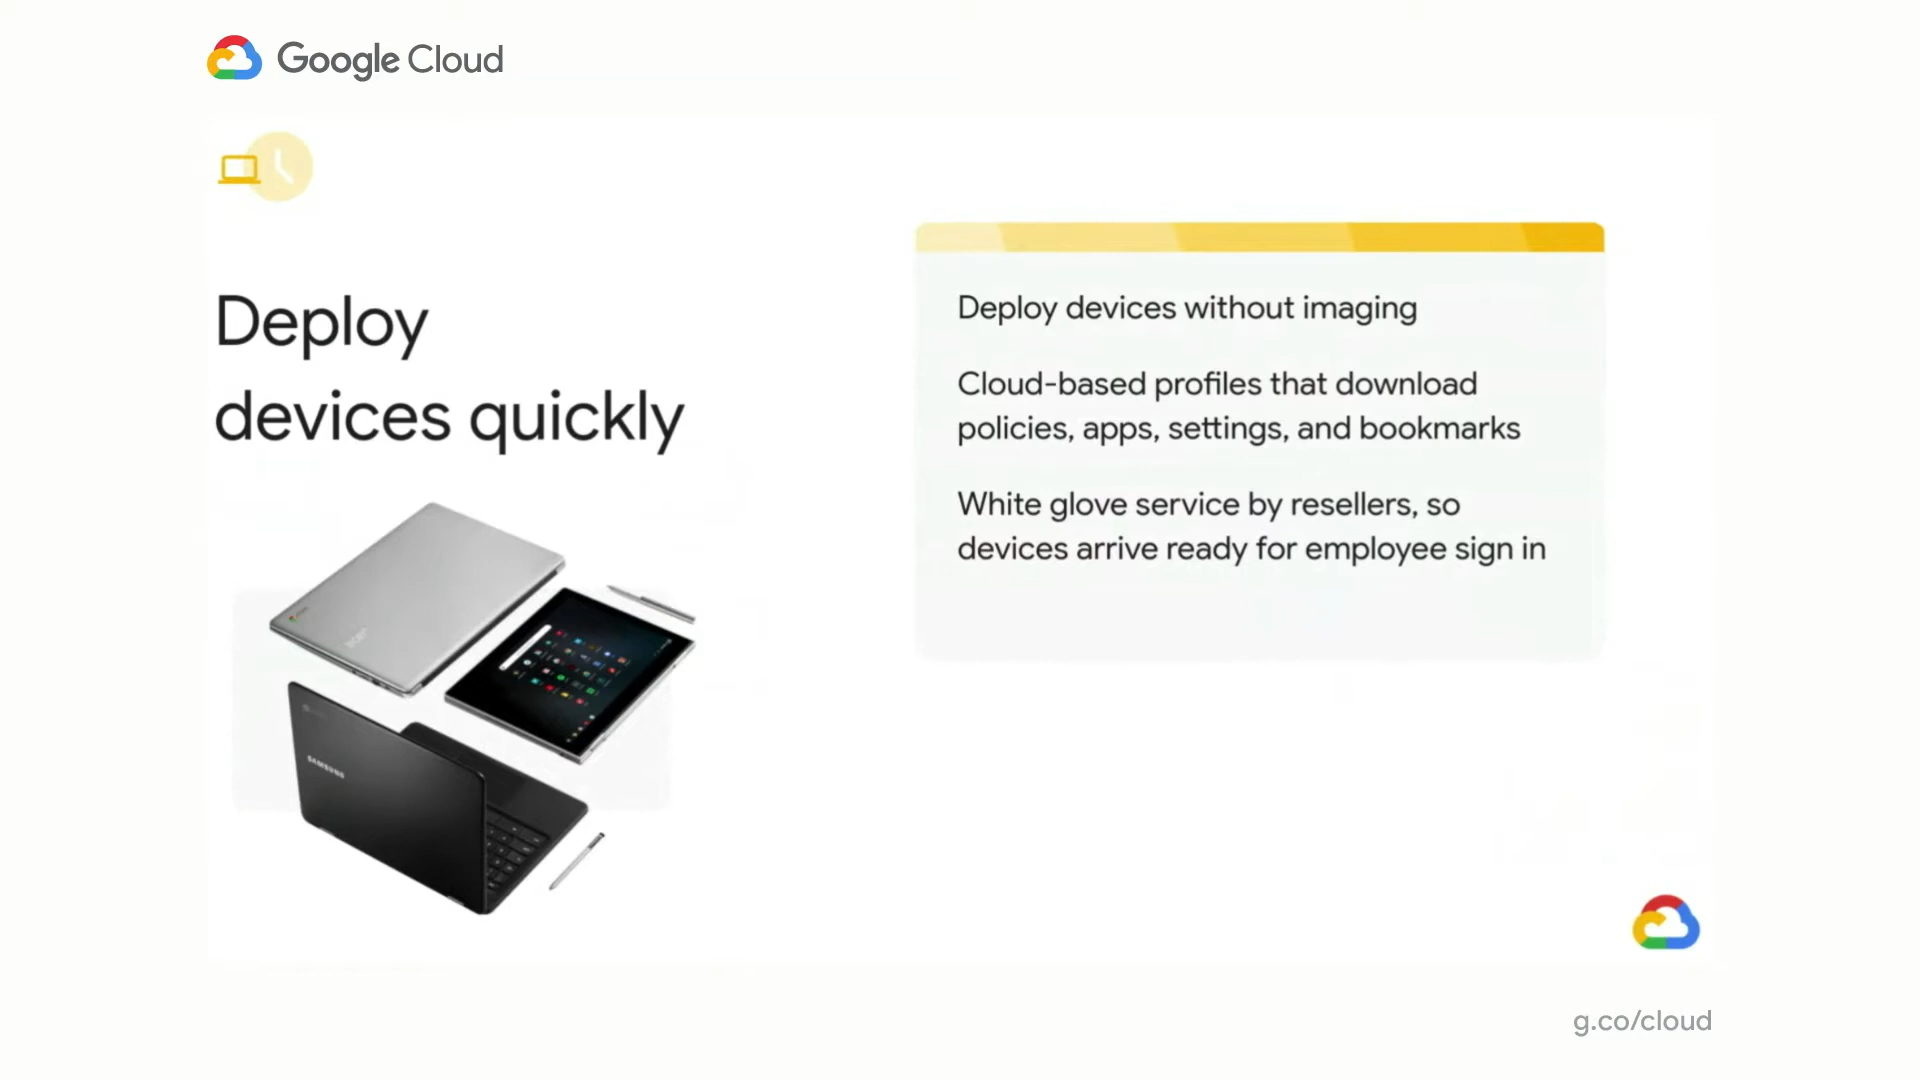 Google Cloud
Deploy
devices quickly
Deploy devices without imaging
Cloud-based profiles that download
policies, apps, settings, and bookmarks
White glove service by resellers, so
devices arrive ready for employee sign in
SAMSUNG
g.co/cloud